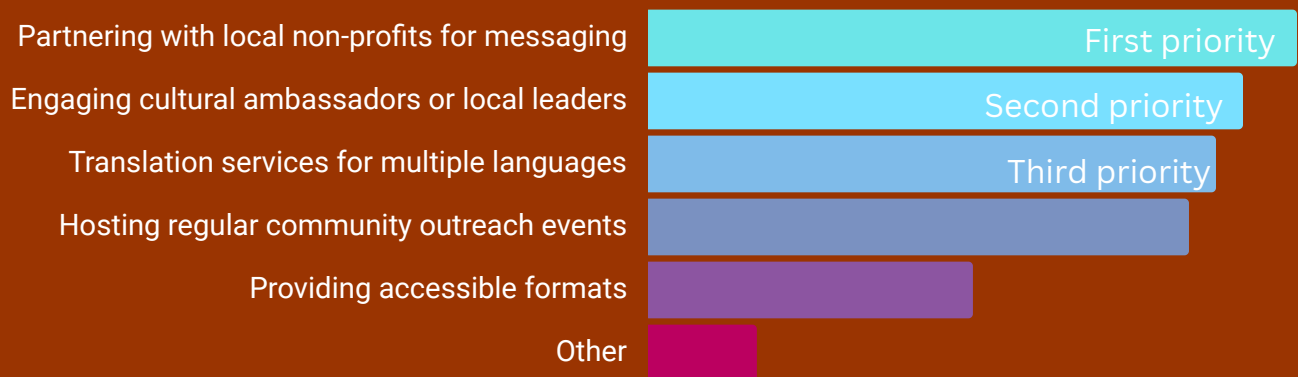 Partnering with local non-profits for messaging
First priority
Engaging cultural ambassadors or local leaders
Second priority
Translation services for multiple languages
Third priority
Hosting regular community outreach events
Providing accessible formats
Other